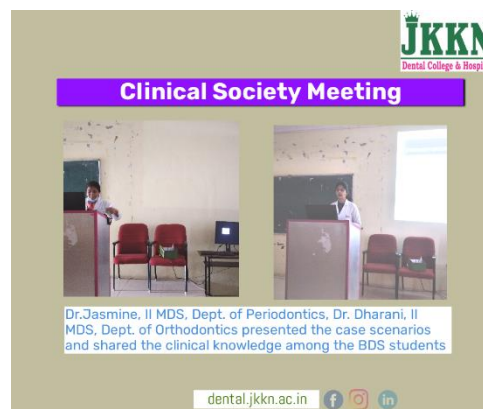 JKKN
Dental College & Hospi
Clinical Society Meeting
Dr.Jasmine, II MDS, Dept. of Periodontics, Dr. Dharani, II
MDS, Dept. of Orthodontics presented the case scenarios
and shared the clinical knowledge among the BDS students
dental.jkkn.ac.in